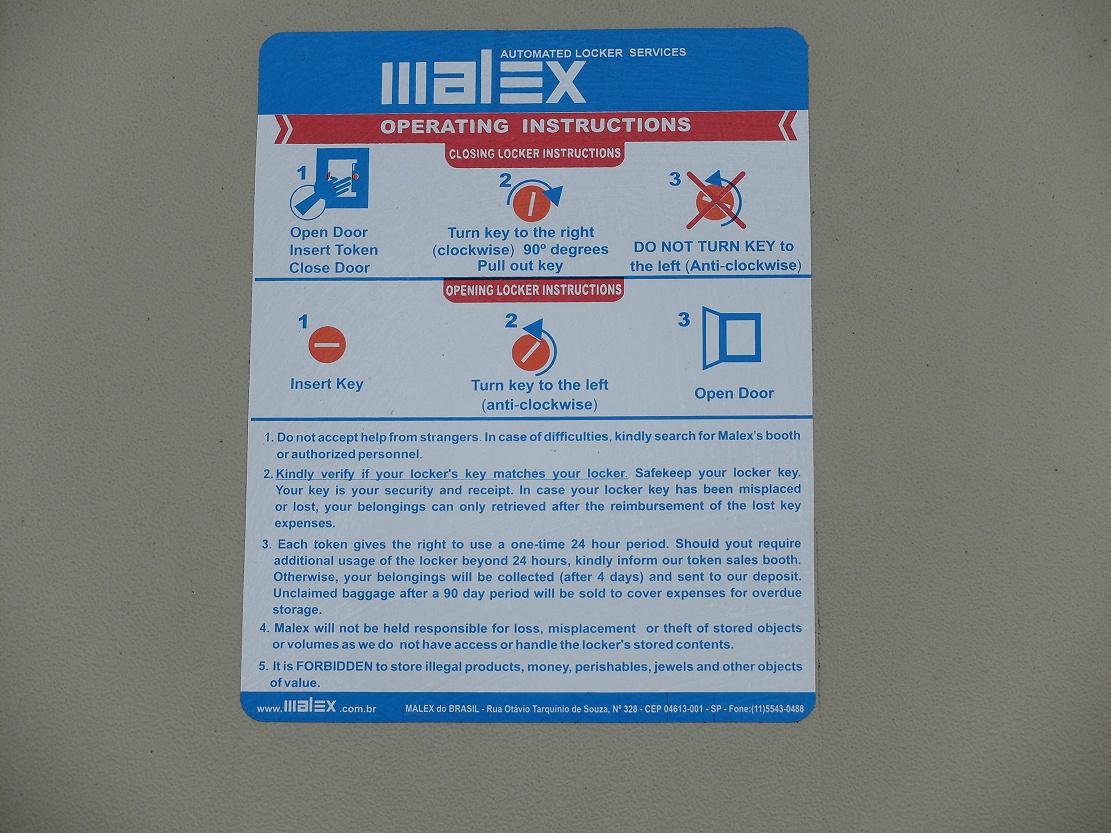 AUTOMATED LOCKER SERVICES
malex
OPERATING INSTRUCTIONS
CLOSING LOCKER INSTRUCTIONS
1
Open Door
Insert Token
Close Door
2
Turn key to the right
(clockwise) 90º degrees
Pull out key
3
DO NOT TURN KEY to
the left (Anti-clockwise)
OPENING LOCKER INSTRUCTIONS
1
Insert Key
2
Turn key to the left
(anti-clockwise)
3
Open Door
1. Do not accept help from strangers. In case of difficulties, kindly search for Malex's booth
or authorized personnel.
2. Kindly verify if your locker's key matches your locker. Safekeep your locker key.
Your key is your security and receipt. In case your locker key has been misplaced
or lost, your belongings can only retrieved after the reimbursement of the lost key
expenses.
3. Each token gives the right to use a one-time 24 hour period. Should yout require
additional usage of the locker beyond 24 hours, kindly inform our token sales booth.
Otherwise, your belongings will be collected (after 4 days) and sent to our deposit.
Unclaimed baggage after a 90 day period will be sold to cover expenses for overdue
storage.
4. Malex will not be held responsible for loss, misplacement or theft of stored objects
or volumes as we do not have access or handle the locker's stored contents.
5. It is FORBIDDEN to store illegal products, money, perishables, jewels and other objects
of value.
www.malex.com.br MALEX do BRASIL - Rua Otávio Tarquinio de Souza, Nº 328 - CEP 04613-001 - SP - Fone:(11)5543-0488